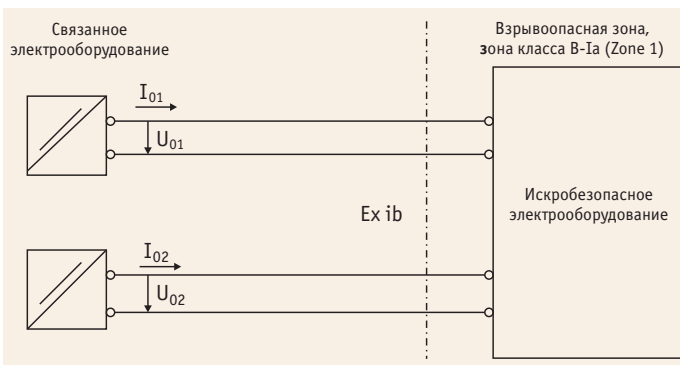 Связанное
электрооборудование
Взрывоопасная зона,
зона класса B-Ia (Zone 1)
I₀₁
U₀₁
Искробезопасное
электрооборудование
Ex ib
I₀₂
U₀₂